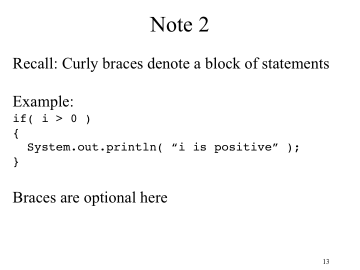 Note 2
Recall: Curly braces denote a block of statements
Example:
if( i > 0 )
{
  System.out.println( “i is positive” );
}
Braces are optional here
13